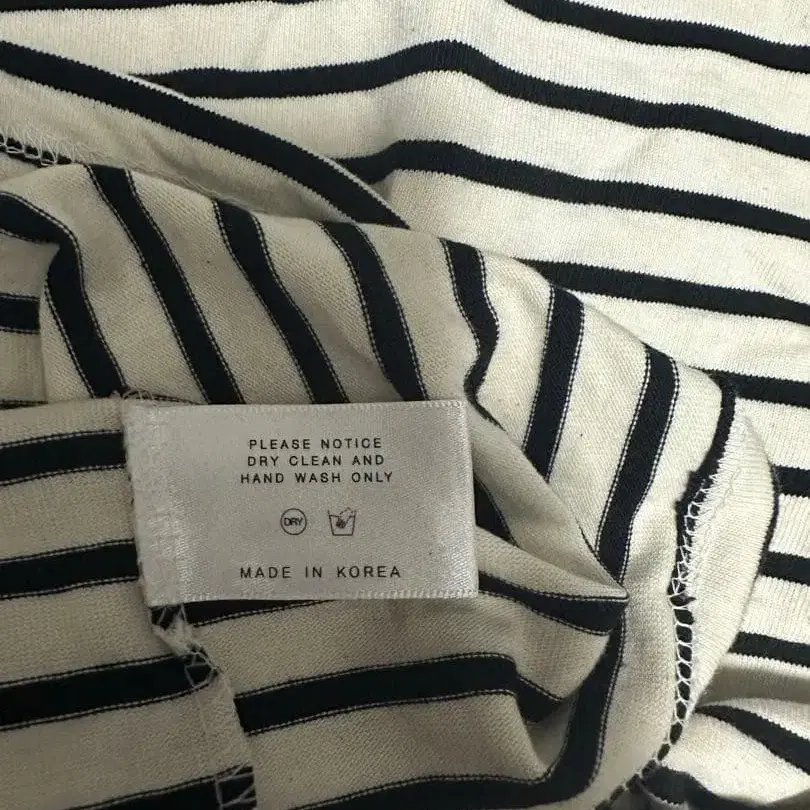 PLEASE NOTICE
DRY CLEAN AND
HAND WASH ONLY
DRY
MADE IN KOREA